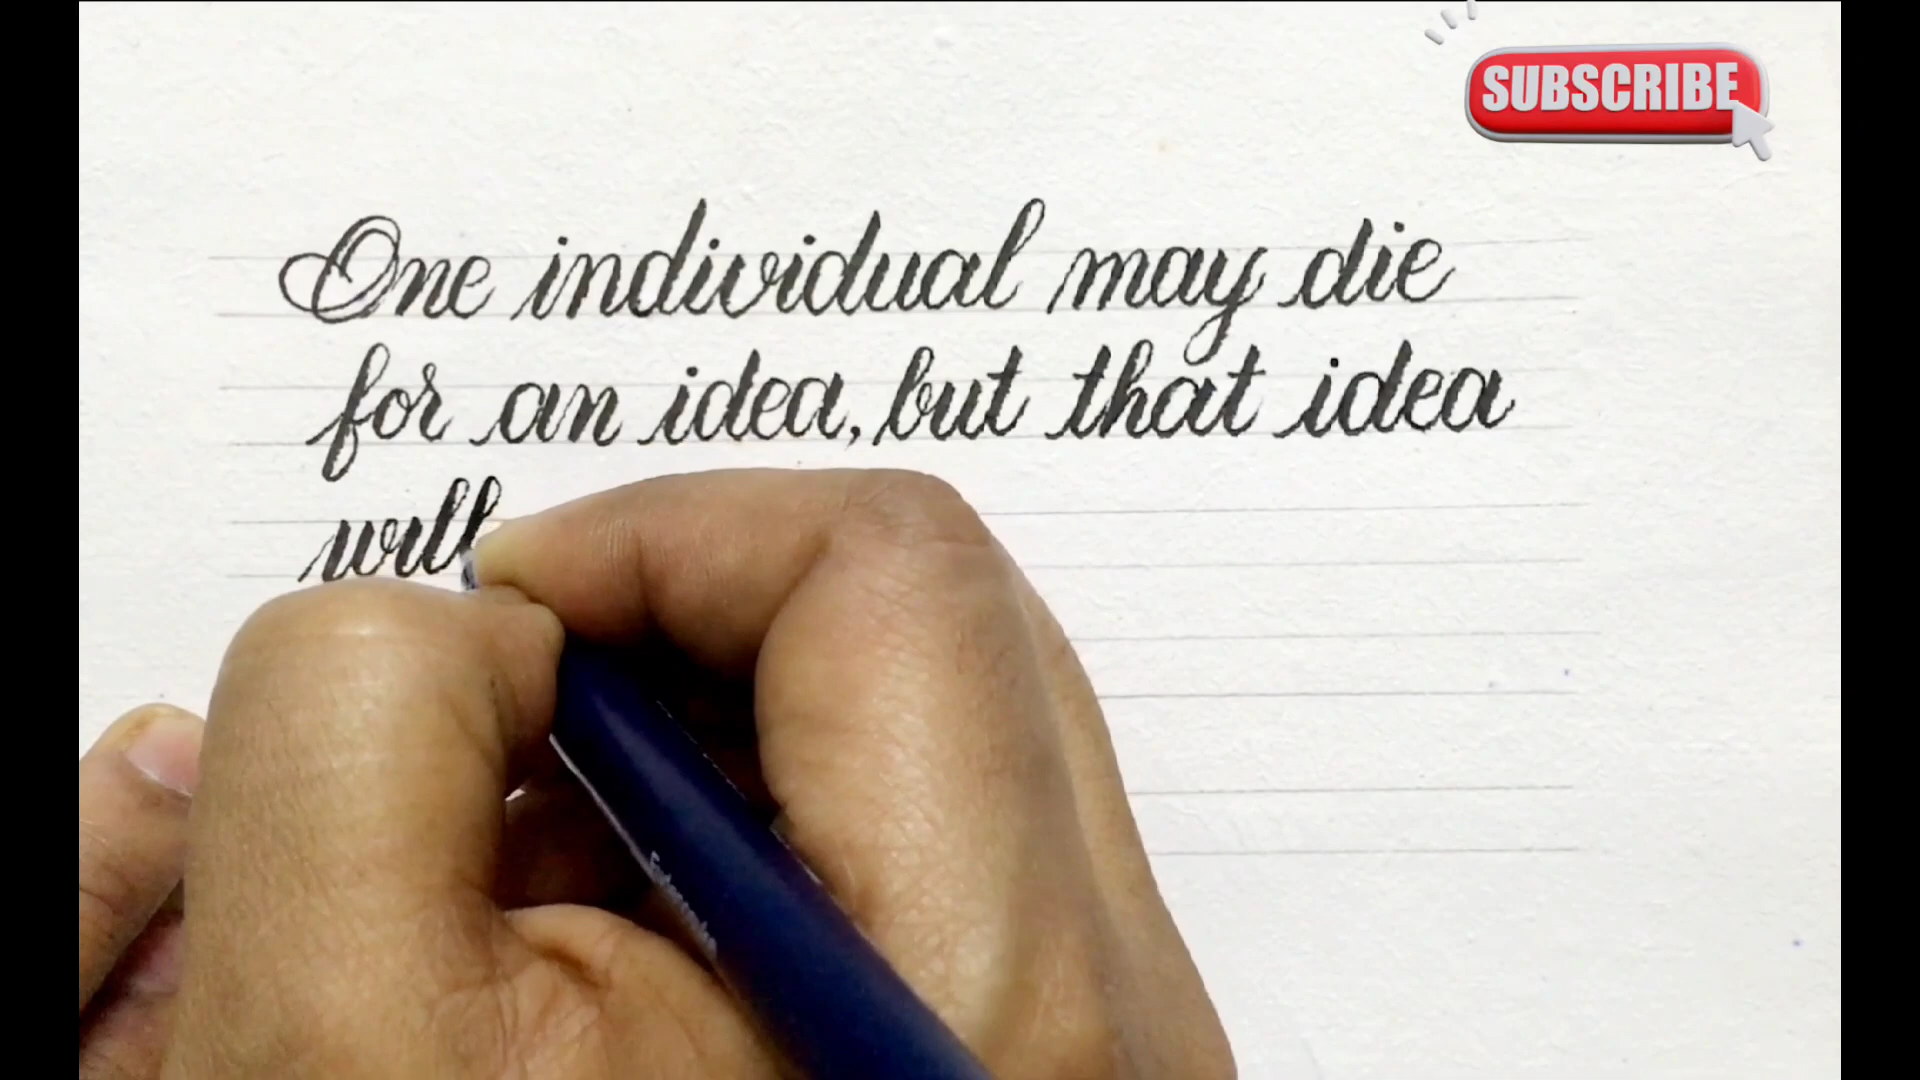 SUBSCRIBE
One individual may die
for an idea, but that idea
will